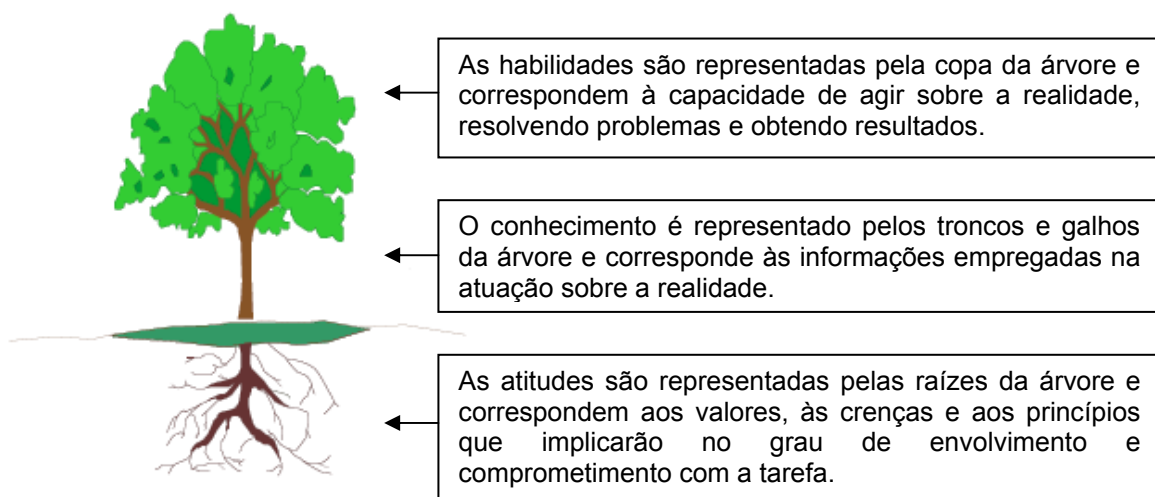 As habilidades são representadas pela copa da árvore e
correspondem à capacidade de agir sobre a realidade,
resolvendo problemas e obtendo resultados.
O conhecimento é representado pelos troncos e galhos
da árvore e corresponde às informações empregadas na
atuação sobre a realidade.
As atitudes são representadas pelas raízes da árvore e
correspondem aos valores, às crenças e aos princípios
que implicarão no grau de envolvimento e
comprometimento com a tarefa.